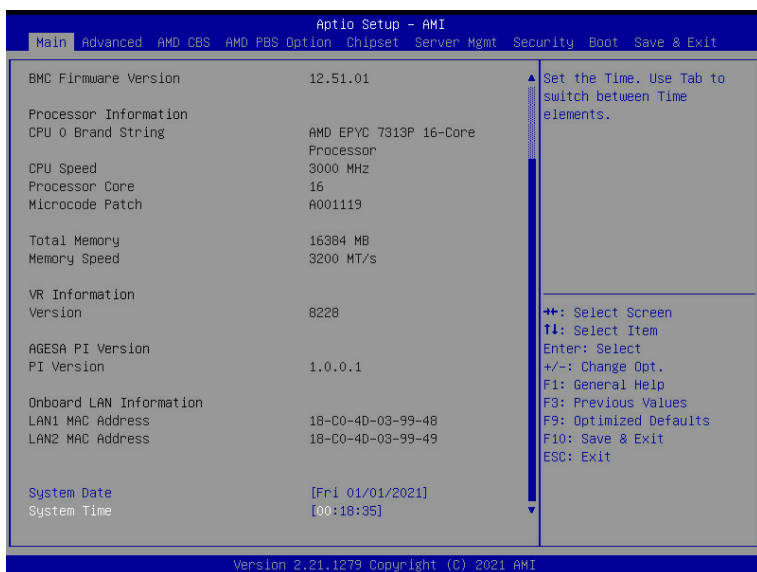 Aptio Setup - AMI
Main Advanced AMD CBS AMD PBS Option Chipset Server Mgmt Security Boot Save & Exit
BMC Firmware Version 12.51.01
Processor Information
CPU 0 Brand String AMD EPYC 7313P 16-Core
Processor
CPU Speed 3000 MHz
Processor Core 16
Microcode Patch A001119
Total Memory 16384 MB
Memory Speed 3200 MT/s
VR Information
Version 8228
AGESA PI Version
PI Version 1.0.0.1
Onboard LAN Information
LAN1 MAC Address 18-C0-4D-03-99-48
LAN2 MAC Address 18-C0-4D-03-99-49
System Date [Fri 01/01/2021]
System Time [00:18:35]
Set the Time. Use Tab to
switch between Time
elements.
→←: Select Screen
↑↓: Select Item
Enter: Select
+/-: Change Opt.
F1: General Help
F3: Previous Values
F9: Optimized Defaults
F10: Save & Exit
ESC: Exit
Version 2.21.1279 Copyright (C) 2021 AMI